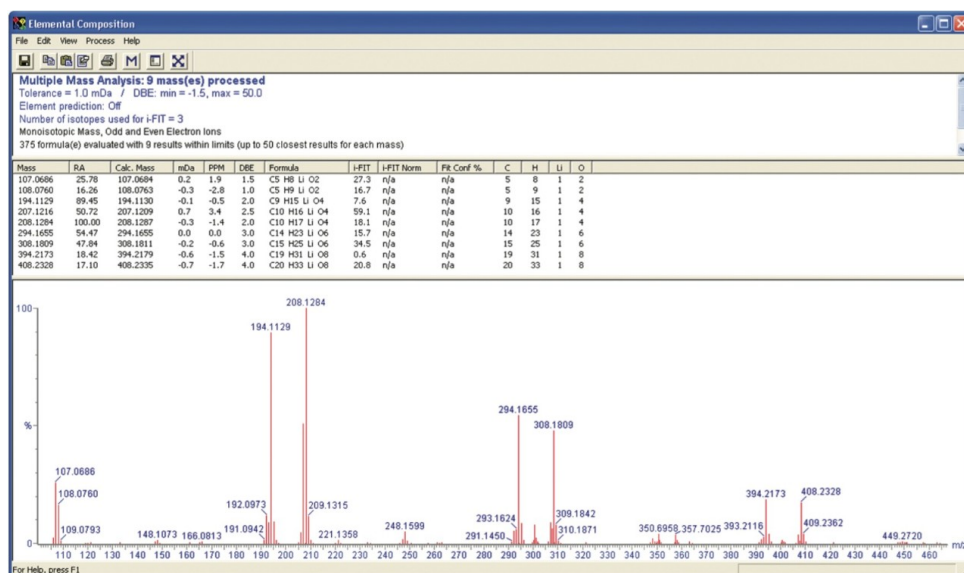 Elemental Composition
File Edit View Process Help
M
Multiple Mass Analysis: 9 mass(es) processed
Tolerance = 1.0 mDa / DBE: min = -1.5, max = 50.0
Element prediction: Off
Number of isotopes used for i-FIT = 3
Monoisotopic Mass, Odd and Even Electron Ions
375 formula(e) evaluated with 9 results within limits (up to 50 closest results for each mass)
Mass RA Calc. Mass mDa PPM DBE Formula i-FIT i-FIT Norm Fit Conf % C H Li O
107.0686 25.78 107.0684 0.2 1.9 1.5 C5 H8 Li O2 27.3 n/a n/a 5 8 1 2
108.0760 16.26 108.0763 -0.3 -2.8 1.0 C5 H9 Li O2 16.7 n/a n/a 5 9 1 2
194.1129 89.45 194.1130 -0.1 -0.5 2.0 C9 H15 Li O4 7.6 n/a n/a 9 15 1 4
207.1216 50.72 207.1209 0.7 3.4 2.5 C10 H16 Li O4 59.1 n/a n/a 10 16 1 4
208.1284 100.00 208.1287 -0.3 -1.4 2.0 C10 H17 Li O4 18.1 n/a n/a 10 17 1 4
294.1655 54.47 294.1655 0.0 0.0 3.0 C14 H23 Li O6 15.7 n/a n/a 14 23 1 6
308.1809 47.84 308.1811 -0.2 -0.6 3.0 C15 H25 Li O6 34.5 n/a n/a 15 25 1 6
394.2173 18.42 394.2179 -0.6 -1.5 4.0 C19 H31 Li O8 0.6 n/a n/a 19 31 1 8
408.2328 17.10 408.2335 -0.7 -1.7 4.0 C20 H33 Li O8 20.8 n/a n/a 20 33 1 8
100
208.1284
194.1129
%
294.1655
308.1809
107.0686
108.0760
192.0973
209.1315
394.2173
408.2328
109.0793
148.1073
166.0813
191.0942
221.1358
248.1599
293.1624
309.1842
291.1450
310.1871
350.6958
357.7025
393.2116
409.2362
449.2720
0
m/z
110 120 130 140 150 160 170 180 190 200 210 220 230 240 250 260 270 280 290 300 310 320 330 340 350 360 370 380 390 400 410 420 430 440 450 460
For Help, press F1